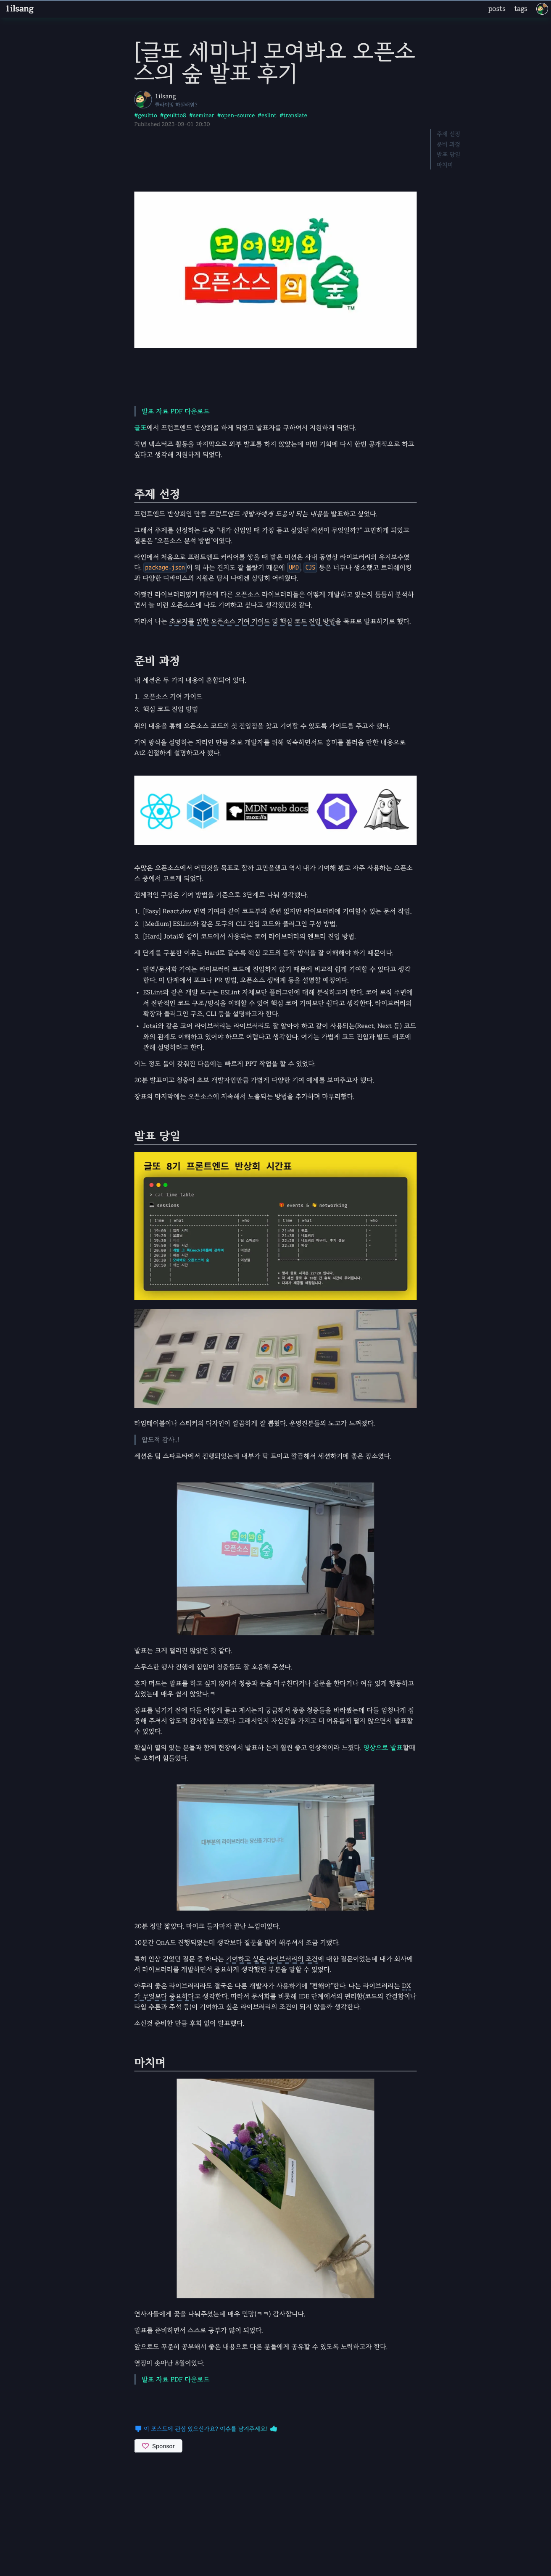 1ilsang
posts
tags
[글또 세미나] 모여봐요 오픈소
스의 숲 발표 후기
1ilsang
#geultto #geultto8 #seminar #open-source #eslint #translate
Published 2023-09-01 20:20
주제 선정
준비 과정
발표 당일
마치며
모여봐요
오픈소스의 숲
TM
발표 자료 PDF 다운로드
글또에서 프런트엔드 반상회를 하게 되었고 발표자를 구하여서 지원하게 되었다.
작년 넥스터즈 활동을 마지막으로 외부 발표를 하지 않았는데 이번 기회에 다시 한번 공개적으로 하고
싶다고 생각해 지원하게 되었다.
주제 선정
프런트엔드 반상회인 만큼 프런트엔드 개발자에게 도움이 되는 내용을 발표하고 싶었다.
그래서 주제를 선정하는 도중 "내가 신입일 때 가장 듣고 싶었던 세션이 무엇일까?" 고민하게 되었고
결론은 "오픈소스 분석 방법"이였다.
라인에서 처음으로 프런트엔드 커리어를 쌓을 때 받은 미션은 사내 동영상 라이브러리의 유지보수였
다. package.json이 뭐 하는 건지도 잘 몰랐기 때문에 UMD, CJS 등은 너무나 생소했고 트리쉐이킹
과 다양한 디바이스의 지원은 당시 나에겐 상당히 어려웠다.
어쨋건 라이브러리였기 때문에 다른 오픈소스 라이브러리들은 어떻게 개발하고 있는지 틈틈히 분석하
면서 늘 이런 오픈소스에 나도 기여하고 싶다고 생각했던것 같다.
따라서 나는 초보자를 위한 오픈소스 기여 가이드 및 핵심 코드 진입 방법을 목표로 발표하기로 했다.
준비 과정
내 세션은 두 가지 내용이 혼합되어 있다.
1. 오픈소스 기여 가이드
2. 핵심 코드 진입 방법
위의 내용을 통해 오픈소스 코드의 첫 진입점을 찾고 기여할 수 있도록 가이드를 주고자 했다.
기여 방식을 설명하는 자리인 만큼 초보 개발자를 위해 익숙하면서도 흥미를 불러올 만한 내용으로
AtoZ 친절하게 설명하고자 했다.
MDN web docs
moz://a
수많은 오픈소스에서 어떤것을 목표로 할까 고민을했고 역시 내가 기여해 봤고 자주 사용하는 오픈소
스 중에서 고르게 되었다.
전체적인 구성은 기여 방법을 기준으로 3단계로 나눠 생각했다.
1. [Easy] React.dev 번역 기여와 같이 코드부와 관련 없지만 라이브러리에 기여할수 있는 문서 작업.
2. [Medium] ESLint와 같은 도구의 CLI 진입 코드와 플러그인 구성 방법.
3. [Hard] Jotai와 같이 코드에서 사용되는 코어 라이브러리의 엔트리 진입 방법.
세 단계를 구분한 이유는 Hard로 갈수록 핵심 코드의 동작 방식을 잘 이해해야 하기 때문이다.
• 번역/문서화 기여는 라이브러리 코드에 진입하지 않기 때문에 비교적 쉽게 기여할 수 있다고 생각
한다. 이 단계에서 포크나 PR 방법, 오픈소스 생태계 등을 설명할 예정이다.
• ESLint와 같은 개발 도구는 ESLint 자체보단 플러그인에 대해 분석하고자 한다. 코어 로직 주변에
서 전반적인 코드 구조/방식을 이해할 수 있어 핵심 코어 기여보단 쉽다고 생각한다. 라이브러리의
확장과 플러그인 구조, CLI 등을 설명하고자 한다.
• Jotai와 같은 코어 라이브러리는 라이브러리도 잘 알아야 하고 같이 사용되는(React, Next 등) 코드
와의 관계도 이해하고 있어야 하므로 어렵다고 생각한다. 여기는 가볍게 코드 진입과 빌드, 배포에
관해 설명하려고 한다.
어느 정도 틀이 갖춰진 다음에는 빠르게 PPT 작업을 할 수 있었다.
20분 발표이고 청중이 초보 개발자인만큼 가볍게 다양한 기여 예제를 보여주고자 했다.
장표의 마지막에는 오픈소스에 지속해서 노출되는 방법을 추가하며 마무리했다.
발표 당일
글또 8기 프론트엔드 반상회 시간표
> cat time-table
sessions
events & networking
time what who
time what who
타임테이블이나 스티커의 디자인이 깔끔하게 잘 뽑혔다. 운영진분들의 노고가 느껴졌다.
압도적 감사..!
세션은 팀 스파르타에서 진행되었는데 내부가 탁 트이고 깔끔해서 세션하기에 좋은 장소였다.
모여봐요
오픈소스의 숲
발표는 크게 떨리진 않았던 것 같다.
스무스한 행사 진행에 힘입어 청중들도 잘 호응해 주셨다.
혼자 떠드는 발표를 하고 싶지 않아서 청중과 눈을 마주친다거나 질문을 한다거나 여유 있게 행동하고
싶었는데 매우 쉽지 않았다.ㅋ
장표를 넘기기 전에 다들 어떻게 듣고 계시는지 궁금해서 종종 청중들을 바라봤는데 다들 엄청나게 집
중해 주셔서 압도적 감사함을 느꼈다. 그래서인지 자신감을 가지고 더 여유롭게 떨지 않으면서 발표할
수 있었다.
확실히 열의 있는 분들과 함께 현장에서 발표하는게 훨씬 좋고 인상적이라 느꼈다. 영상으로 발표할때
는 오히려 힘들었다.
20분 정말 짧았다. 마이크 들자마자 끝난 느낌이었다.
10분간 QnA도 진행되었는데 생각보다 질문을 많이 해주셔서 조금 기뻤다.
특히 인상 깊었던 질문 중 하나는 기여하고 싶은 라이브러리의 조건에 대한 질문이었는데 내가 회사에
서 라이브러리를 개발하면서 중요하게 생각했던 부분을 말할 수 있었다.
아무리 좋은 라이브러리라도 결국은 다른 개발자가 사용하기에 "편해야"한다. 나는 라이브러리는 DX
가 무엇보다 중요하다고 생각한다. 따라서 문서화를 비롯해 IDE 단계에서의 편리함(코드의 간결함이나
타입 추론과 주석 등)이 기여하고 싶은 라이브러리의 조건이 되지 않을까 생각한다.
소신껏 준비한 만큼 후회 없이 발표했다.
마치며
연사자들에게 꽃을 나눠주셨는데 매우 민망(ㅋㅋ) 감사합니다.
발표를 준비하면서 스스로 공부가 많이 되었다.
앞으로도 꾸준히 공부해서 좋은 내용으로 다른 분들에게 공유할 수 있도록 노력하고자 한다.
열정이 솟아난 8월이었다.
발표 자료 PDF 다운로드
이 포스트에 관심 있으신가요? 이슈를 남겨주세요!
Sponsor